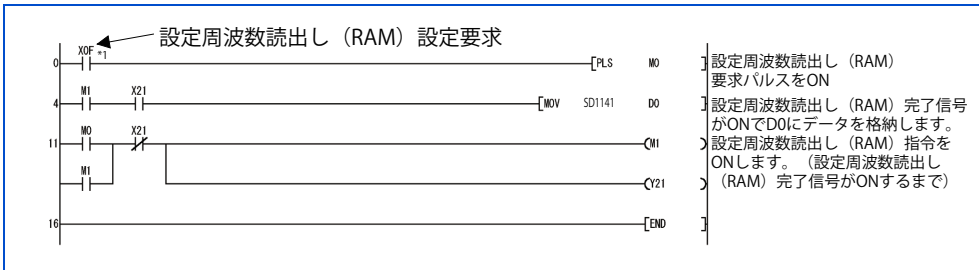 設定周波数読出し（RAM）設定要求
X0F *1
0 [PLS M0 ] 設定周波数読出し（RAM）
要求パルスをON
M1 X21
4 [MOV SD1141 D0 ] 設定周波数読出し（RAM）完了信号
がONでD0にデータを格納します。
M0 X21
11 (M1 ) 設定周波数読出し（RAM）指令を
ONします。（設定周波数読出し
M1
(Y21 ) （RAM）完了信号がONするまで）
16 [END ]